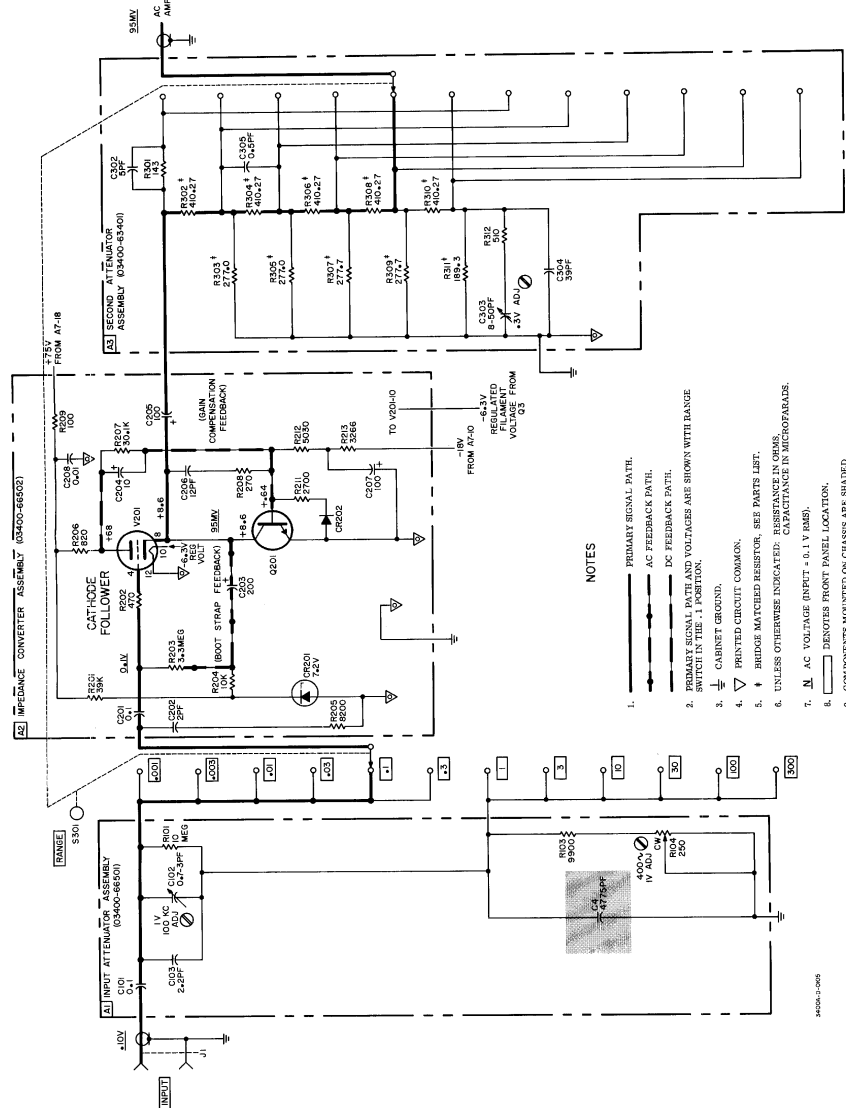 A1 INPUT ATTENUATOR ASSEMBLY
(03400-66501)
INPUT
J1
.10V
C101
0.1
C103
2.2PF
1V
100 KC
ADJ
C102
0.7-3PF
R101
10
MEG
C4
4775PF
R103
9900
400~
1V ADJ
CW
R104
250
RANGE
S301
.001
.003
.01
.03
.1
.3
1
3
10
30
100
300
A2 IMPEDANCE CONVERTER ASSEMBLY (03400-66502)
C201
0.1
C202
2PF
R205
8200
R201
39K
0.1V
R203
3.3MEG
R204
10K
(BOOT STRAP FEEDBACK)
CR201
7.2V
CATHODE
FOLLOWER
R202
470
4
12
10
8
V201
-6.3V
REG
VOLT
R206
820
+68
C208
0.01
R209
100
+75V
FROM A7-18
C204
10
R207
30.1K
+8.6
C205
100
(GAIN
COMPENSATION
FEEDBACK)
C206
12PF
R208
270
95MV
+8.6
C203
200
+.64
Q201
R211
2700
CR202
R212
5030
R213
3266
C207
100
-18V
FROM A7-10
TO V201-10
-6.3V
REGULATED
FILAMENT
VOLTAGE FROM
Q3
A3 SECOND ATTENUATOR
ASSEMBLY (03400-63401)
C302
5PF
R301
143
R302‡
410.27
R304‡
410.27
C305
0.5PF
R306‡
410.27
R308‡
410.27
R310‡
410.27
R303‡
277.0
R305‡
277.0
R307‡
277.7
R309‡
277.7
R311‡
189.3
R312
510
C303
8-50PF
.3V ADJ
C304
39PF
95MV
AC
AMP
NOTES
1. PRIMARY SIGNAL PATH.
AC FEEDBACK PATH.
DC FEEDBACK PATH.
2. PRIMARY SIGNAL PATH AND VOLTAGES ARE SHOWN WITH RANGE
SWITCH IN THE .1 POSITION.
3. CABINET GROUND.
4. PRINTED CIRCUIT COMMON.
5. ‡ BRIDGE MATCHED RESISTOR, SEE PARTS LIST.
6. UNLESS OTHERWISE INDICATED: RESISTANCE IN OHMS,
CAPACITANCE IN MICROFARADS.
7. N AC VOLTAGE (INPUT = 0.1 V RMS).
8. DENOTES FRONT PANEL LOCATION.
COMPONENTS MOUNTED ON CHASSIS ARE SHADED
3400A-D-0105